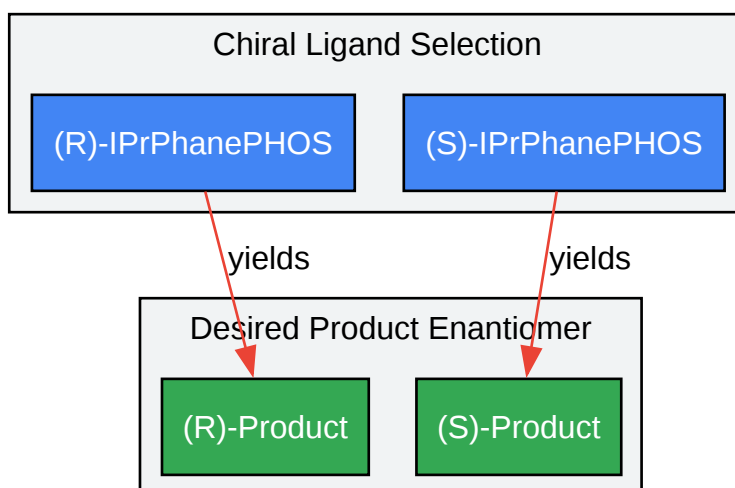 Chiral Ligand Selection
(R)-IPrPhanePHOS
(S)-IPrPhanePHOS
yields
yields
Desired Product Enantiomer
(R)-Product
(S)-Product